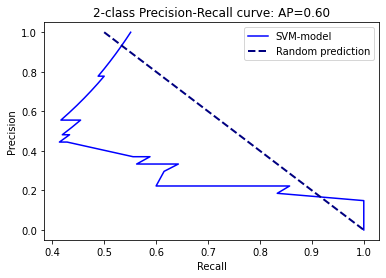 2-class Precision-Recall curve: AP=0.60
SVM-model
Random prediction
Precision
1.0
0.8
0.6
0.4
0.2
0.0
0.4 0.5 0.6 0.7 0.8 0.9 1.0
Recall